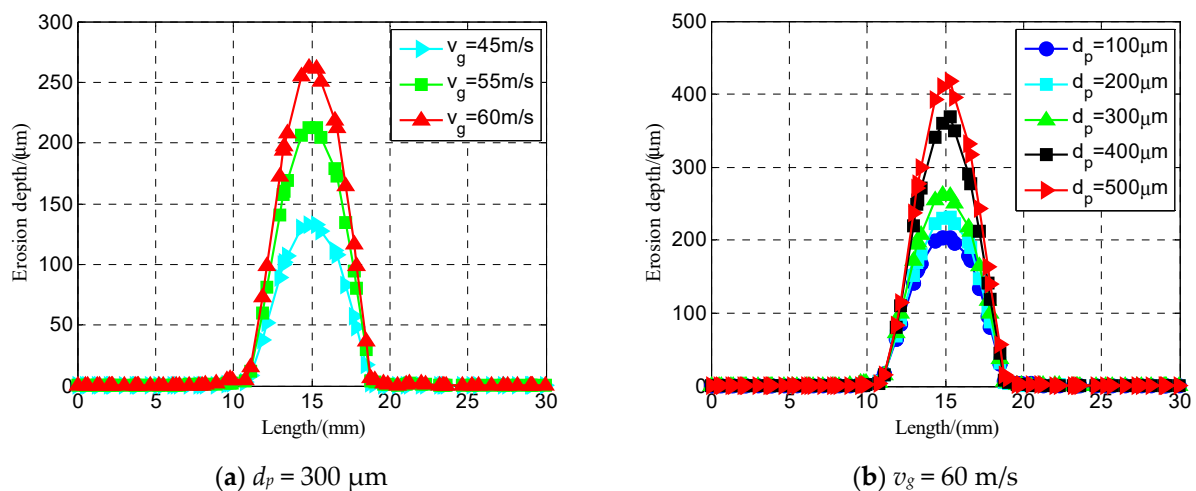 300
250
200
150
100
50
0
Erosion depth/(μm)
0 5 10 15 20 25 30
Length/(mm)
v_g=45m/s
v_g=55m/s
v_g=60m/s
(a) d_p = 300 μm
500
400
300
200
100
0
Erosion depth/(μm)
0 5 10 15 20 25 30
Length/(mm)
d_p=100μm
d_p=200μm
d_p=300μm
d_p=400μm
d_p=500μm
(b) v_g = 60 m/s